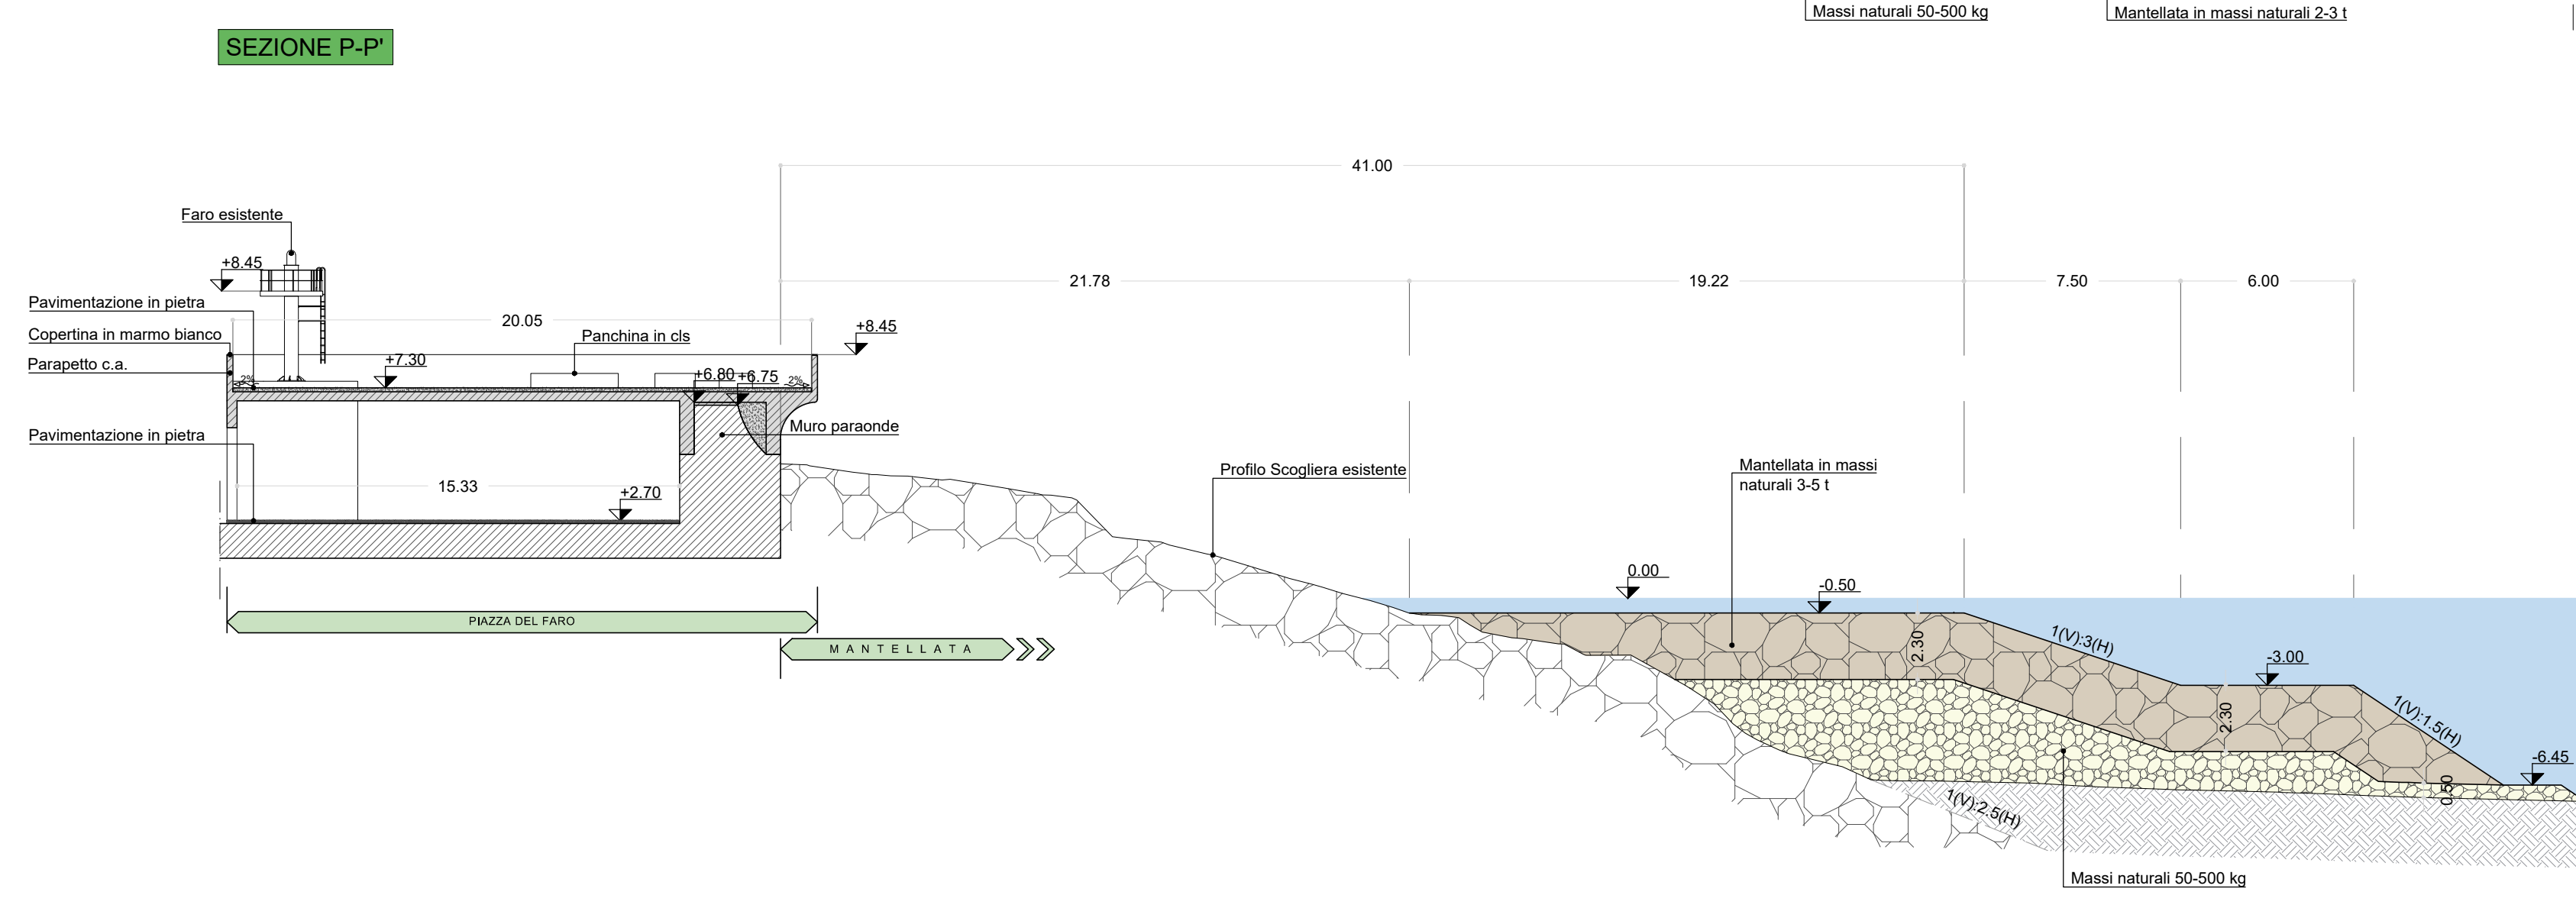 Massi naturali 50-500 kg
Mantellata in massi naturali 2-3 t
SEZIONE P-P'
41.00
Faro esistente
+8.45
21.78
19.22
7.50
6.00
Pavimentazione in pietra
20.05
+8.45
Copertina in marmo bianco
Panchina in cls
Parapetto c.a.
+7.30
2%
+6.80
+6.75
2%
Muro paraonde
Pavimentazione in pietra
Profilo Scogliera esistente
Mantellata in massi
naturali 3-5 t
15.33
+2.70
0.00
-0.50
PIAZZA DEL FARO
MANTELLATA
2.30
1(V):3(H)
-3.00
2.30
1(V):1.5(H)
-6.45
0.50
1(V):2.5(H)
Massi naturali 50-500 kg